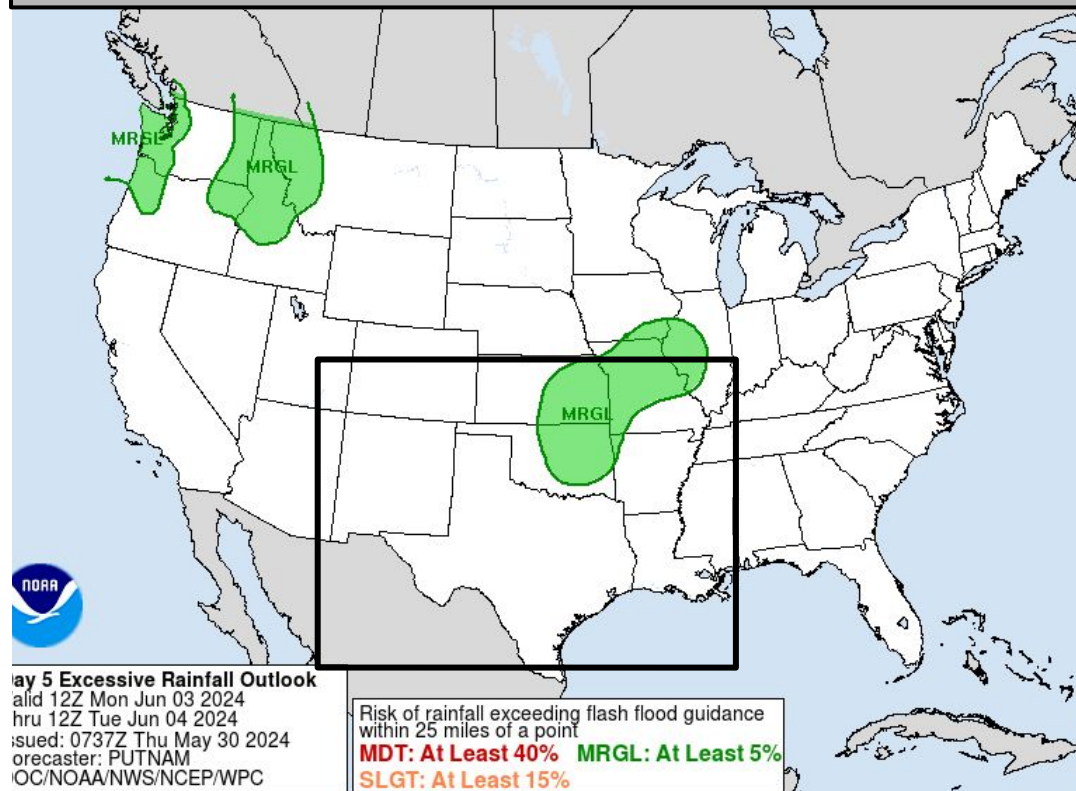 MRGL
MRGL
MRGL
NOAA
ay 5 Excessive Rainfall Outlook
alid 12Z Mon Jun 03 2024
hru 12Z Tue Jun 04 2024
ssued: 0737Z Thu May 30 2024
orecaster: PUTNAM
DOC/NOAA/NWS/NCEP/WPC
Risk of rainfall exceeding flash flood guidance
within 25 miles of a point
MDT: At Least 40% MRGL: At Least 5%
SLGT: At Least 15%